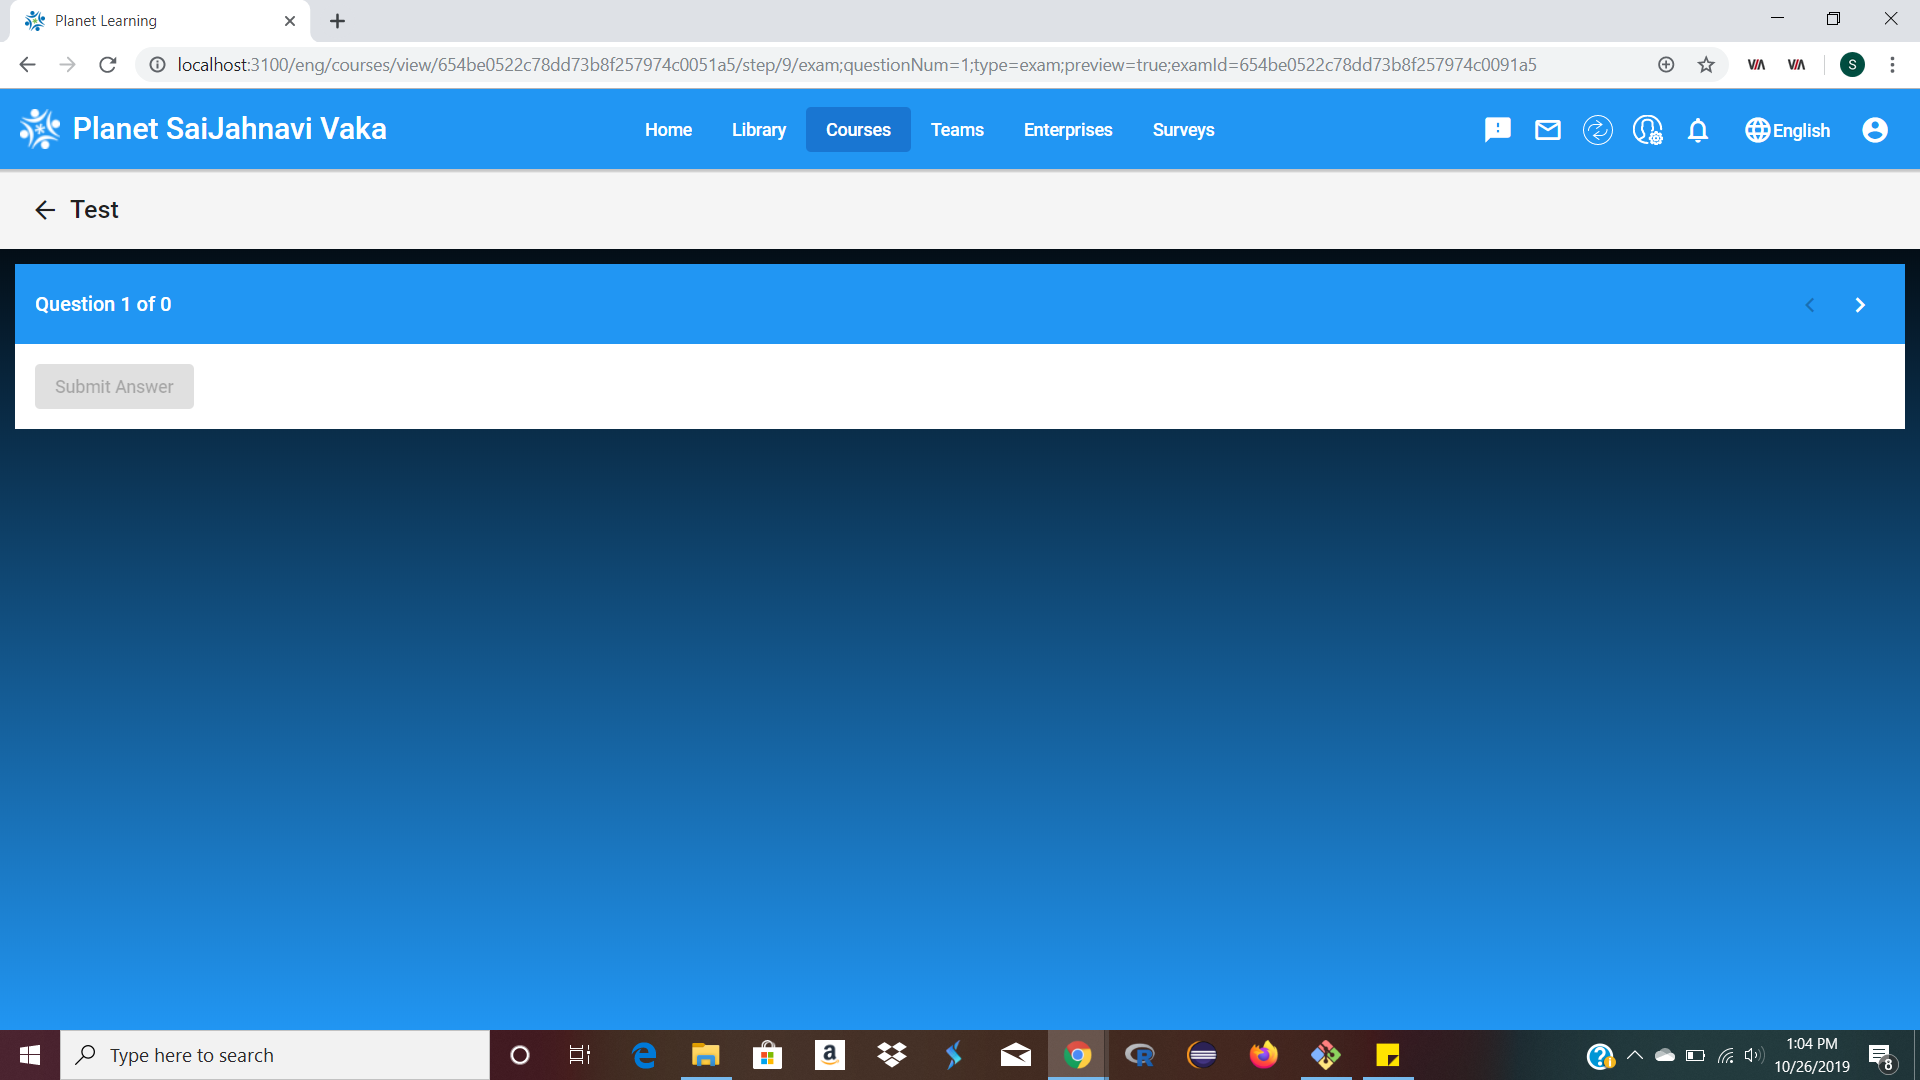 Planet Learning
localhost:3100/eng/courses/view/654be0522c78dd73b8f257974c0051a5/step/9/exam;questionNum=1;type=exam;preview=true;examId=654be0522c78dd73b8f257974c0091a5
S
Planet SaiJahnavi Vaka
Home
Library
Courses
Teams
Enterprises
Surveys
English
Test
Question 1 of 0
Submit Answer
Type here to search
1:04 PM
10/26/2019
8